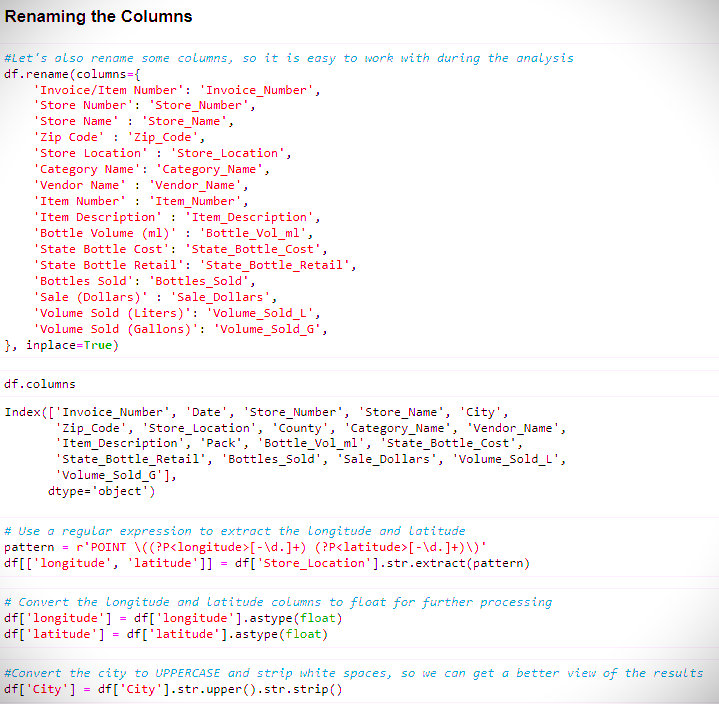 Renaming the Columns
#Let's also rename some columns, so it is easy to work with during the analysis
df.rename(columns={
    'Invoice/Item Number': 'Invoice_Number',
    'Store Number': 'Store_Number',
    'Store Name' : 'Store_Name',
    'Zip Code' : 'Zip_Code',
    'Store Location' : 'Store_Location',
    'Category Name': 'Category_Name',
    'Vendor Name' : 'Vendor_Name',
    'Item Number' : 'Item_Number',
    'Item Description' : 'Item_Description',
    'Bottle Volume (ml)' : 'Bottle_Vol_ml',
    'State Bottle Cost': 'State_Bottle_Cost',
    'State Bottle Retail': 'State_Bottle_Retail',
    'Bottles Sold': 'Bottles_Sold',
    'Sale (Dollars)' : 'Sale_Dollars',
    'Volume Sold (Liters)': 'Volume_Sold_L',
    'Volume Sold (Gallons)': 'Volume_Sold_G',
}, inplace=True)
df.columns
Index(['Invoice_Number', 'Date', 'Store_Number', 'Store_Name', 'City',
       'Zip_Code', 'Store_Location', 'County', 'Category_Name', 'Vendor_Name',
       'Item_Description', 'Pack', 'Bottle_Vol_ml', 'State_Bottle_Cost',
       'State_Bottle_Retail', 'Bottles_Sold', 'Sale_Dollars', 'Volume_Sold_L',
       'Volume_Sold_G'],
      dtype='object')
# Use a regular expression to extract the longitude and latitude
pattern = r'POINT \((?P<longitude>[-\d.]+) (?P<latitude>[-\d.]+)\)'
df[['longitude', 'latitude']] = df['Store_Location'].str.extract(pattern)
# Convert the longitude and latitude columns to float for further processing
df['longitude'] = df['longitude'].astype(float)
df['latitude'] = df['latitude'].astype(float)
#Convert the city to UPPERCASE and strip white spaces, so we can get a better view of the results
df['City'] = df['City'].str.upper().str.strip()